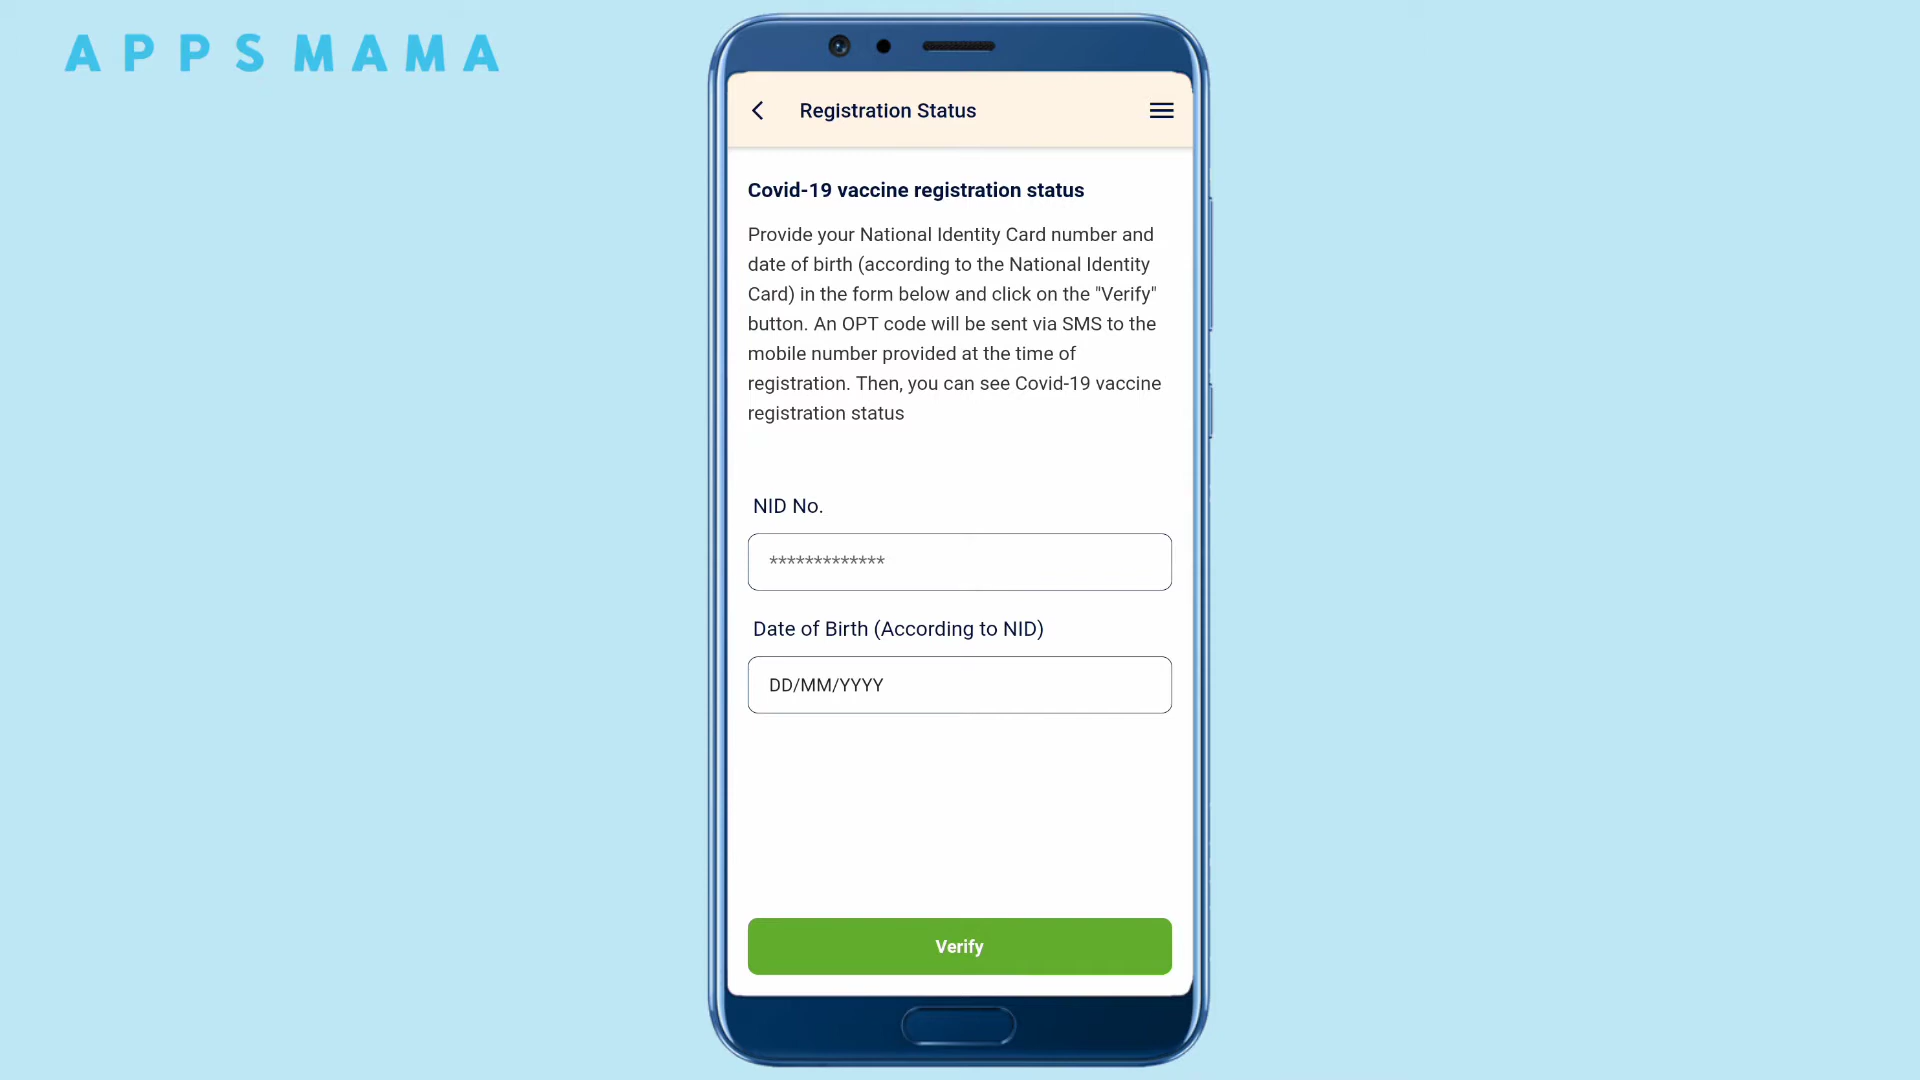 APPSMAMA
Registration Status
Covid-19 vaccine registration status
Provide your National Identity Card number and
date of birth (according to the National Identity
Card) in the form below and click on the "Verify"
button. An OPT code will be sent via SMS to the
mobile number provided at the time of
registration. Then, you can see Covid-19 vaccine
registration status
NID No.
*************
Date of Birth (According to NID)
DD/MM/YYYY
Verify